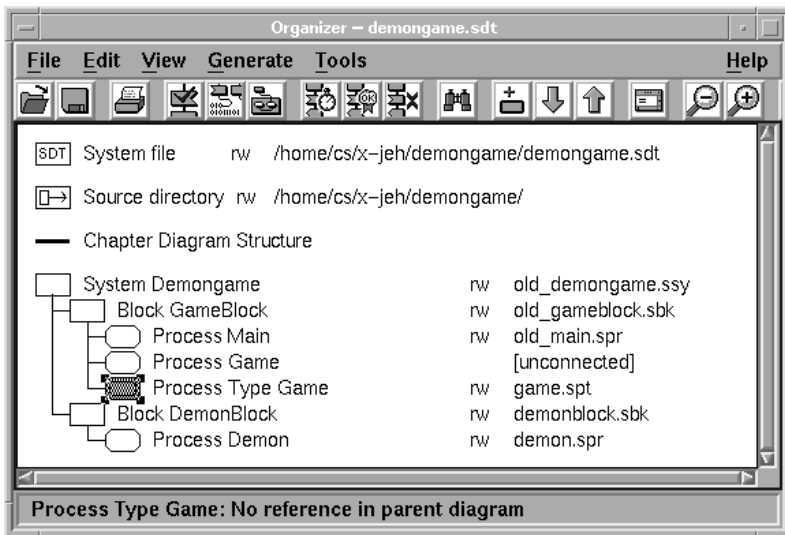 Organizer – demongame.sdt
File Edit View Generate Tools Help
SDT System file rw /home/cs/x–jeh/demongame/demongame.sdt
Source directory rw /home/cs/x–jeh/demongame/
Chapter Diagram Structure
System Demongame rw old_demongame.ssy
Block GameBlock rw old_gameblock.sbk
Process Main rw old_main.spr
Process Game [unconnected]
Process Type Game rw game.spt
Block DemonBlock rw demonblock.sbk
Process Demon rw demon.spr
Process Type Game: No reference in parent diagram